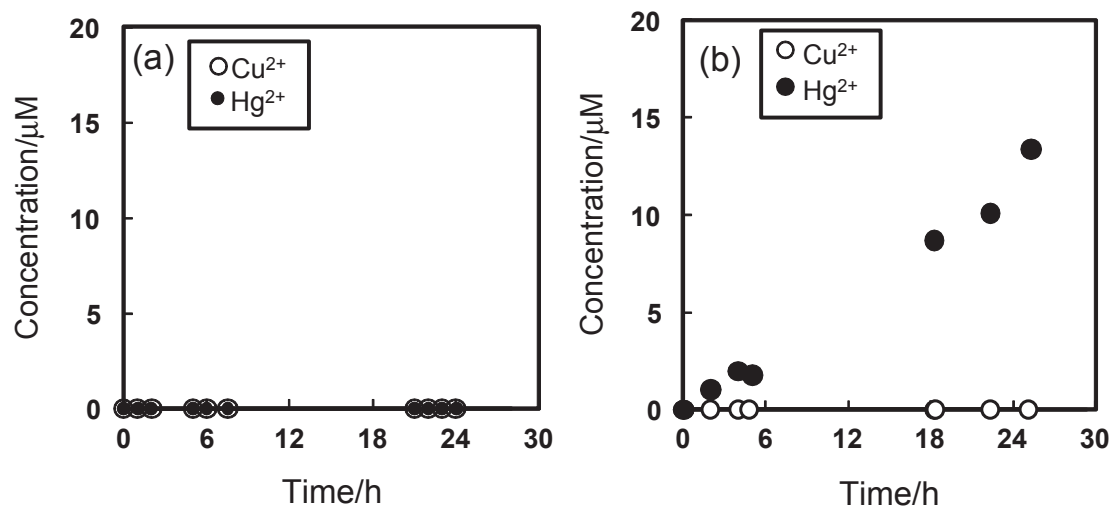 (a)
Cu²⁺
Hg²⁺
Concentration/μM
20
15
10
5
0
0 6 12 18 24 30
Time/h
(b)
Cu²⁺
Hg²⁺
Concentration/μM
20
15
10
5
0
0 6 12 18 24 30
Time/h